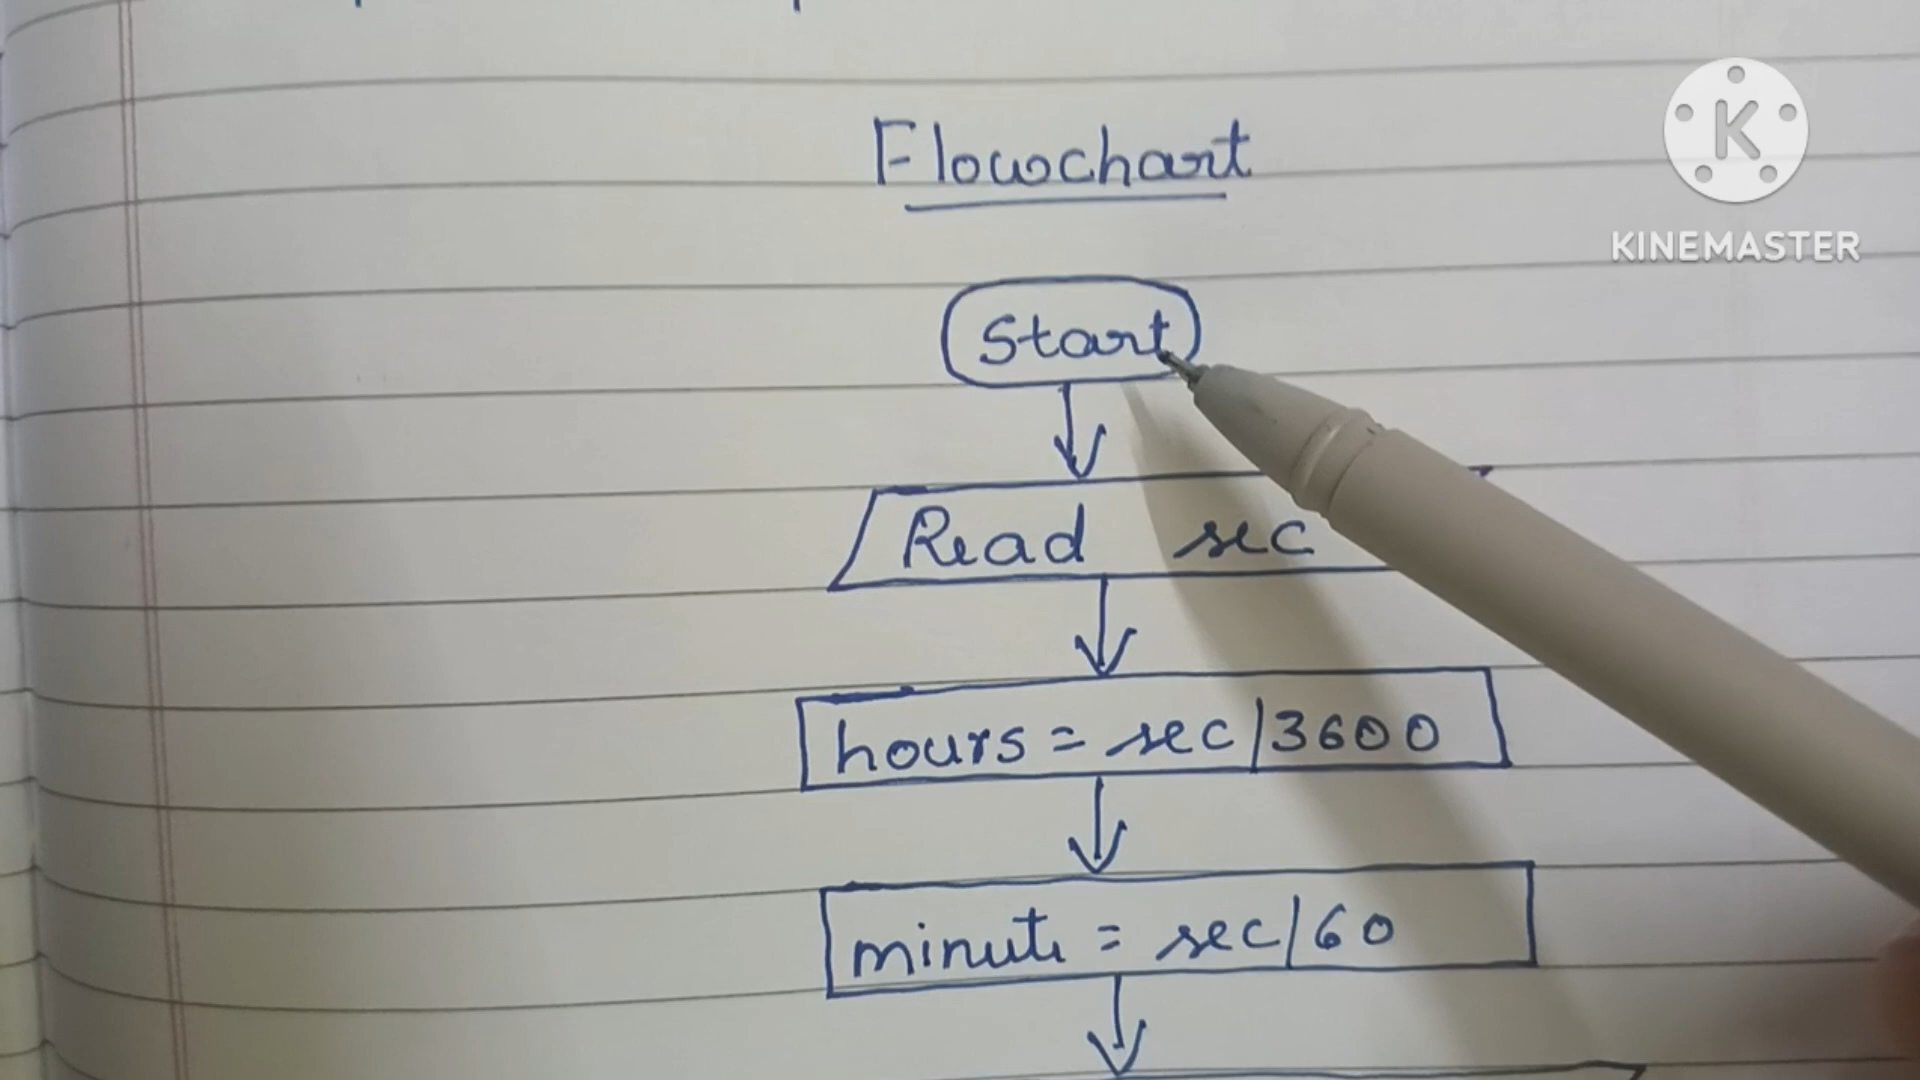 Flowchart
K
KINEMASTER
Start
Read sec
hours = sec/3600
minute = sec/60